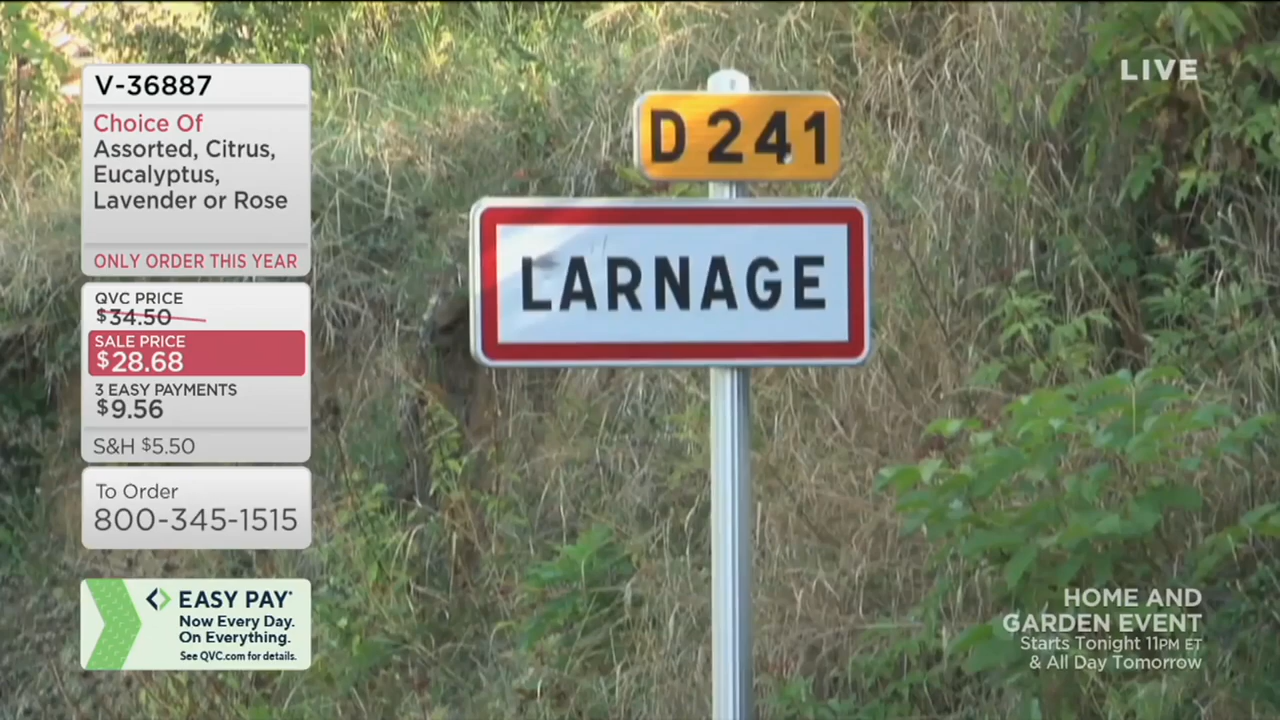 V-36887
Choice Of
Assorted, Citrus,
Eucalyptus,
Lavender or Rose
ONLY ORDER THIS YEAR
QVC PRICE
$34.50
SALE PRICE
$28.68
3 EASY PAYMENTS
$9.56
S&H $5.50
To Order
800-345-1515
EASY PAY*
Now Every Day.
On Everything.
See QVC.com for details.
D 241
LARNAGE
LIVE
HOME AND
GARDEN EVENT
Starts Tonight 11PM ET
& All Day Tomorrow